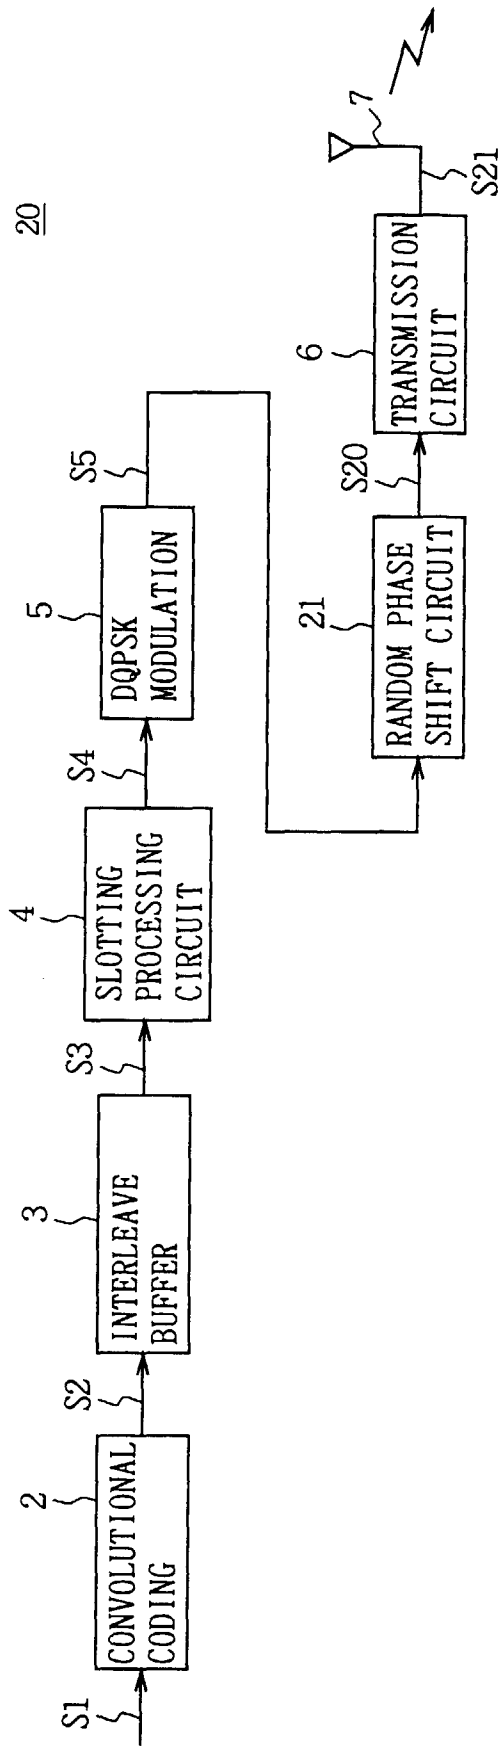 20
S1
2
CONVOLUTIONAL
CODING
S2
3
INTERLEAVE
BUFFER
S3
4
SLOTTING
PROCESSING
CIRCUIT
S4
5
DQPSK
MODULATION
S5
21
RANDOM PHASE
SHIFT CIRCUIT
S20
6
TRANSMISSION
CIRCUIT
S21
7